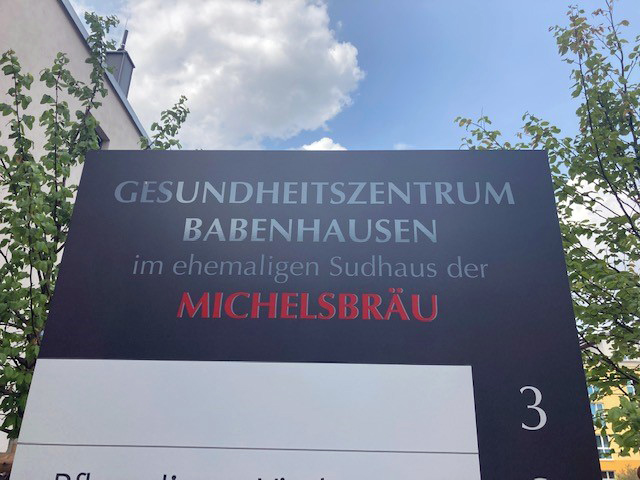 GESUNDHEITSZENTRUM
BABENHAUSEN
im ehemaligen Sudhaus der
MICHELSBRÄU
3